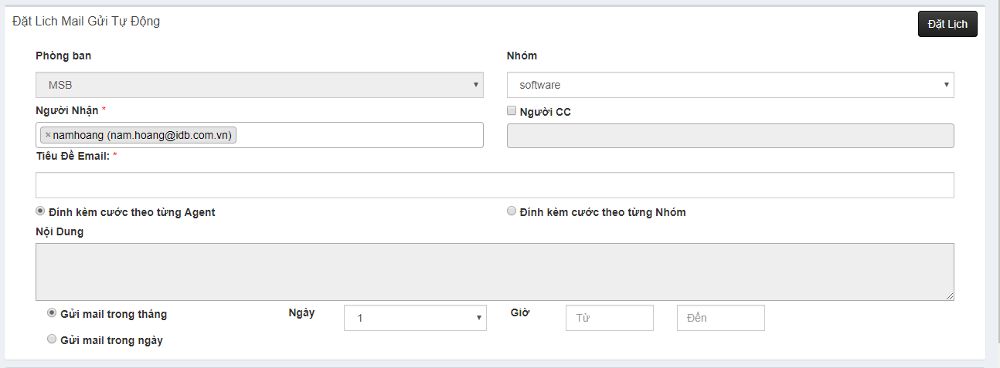 Đặt Lich Mail Gửi Tự Động
Đặt Lịch
Phòng ban
Nhóm
MSB
software
Người Nhận *
Người CC
×namhoang (nam.hoang@idb.com.vn)
Tiêu Đề Email: *
Đính kèm cước theo từng Agent
Đính kèm cước theo từng Nhóm
Nội Dung
Gửi mail trong tháng
Ngày
1
Giờ
Từ
Đến
Gửi mail trong ngày